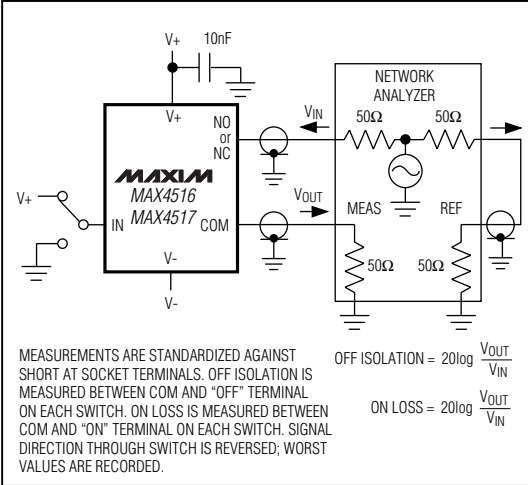 V+
10nF
V+
NO
or
NC
MAXIM
MAX4516
MAX4517
V+
IN
COM
V-
V-
VIN
VOUT
NETWORK
ANALYZER
50Ω
50Ω
MEAS
REF
50Ω
50Ω
MEASUREMENTS ARE STANDARDIZED AGAINST
SHORT AT SOCKET TERMINALS. OFF ISOLATION IS
MEASURED BETWEEN COM AND “OFF” TERMINAL
ON EACH SWITCH. ON LOSS IS MEASURED BETWEEN
COM AND “ON” TERMINAL ON EACH SWITCH. SIGNAL
DIRECTION THROUGH SWITCH IS REVERSED; WORST
VALUES ARE RECORDED.
OFF ISOLATION = 20log VOUT
VIN
ON LOSS = 20log VOUT
VIN